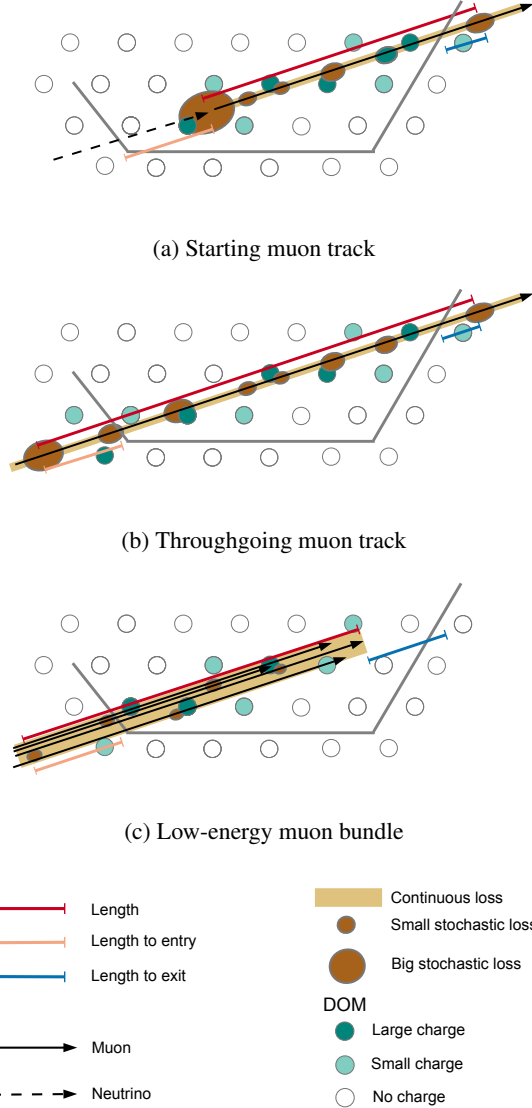 (a) Starting muon track
(b) Throughgoing muon track
(c) Low-energy muon bundle
Length
Length to entry
Length to exit
Muon
Neutrino
Continuous loss
Small stochastic loss
Big stochastic loss
DOM
Large charge
Small charge
No charge